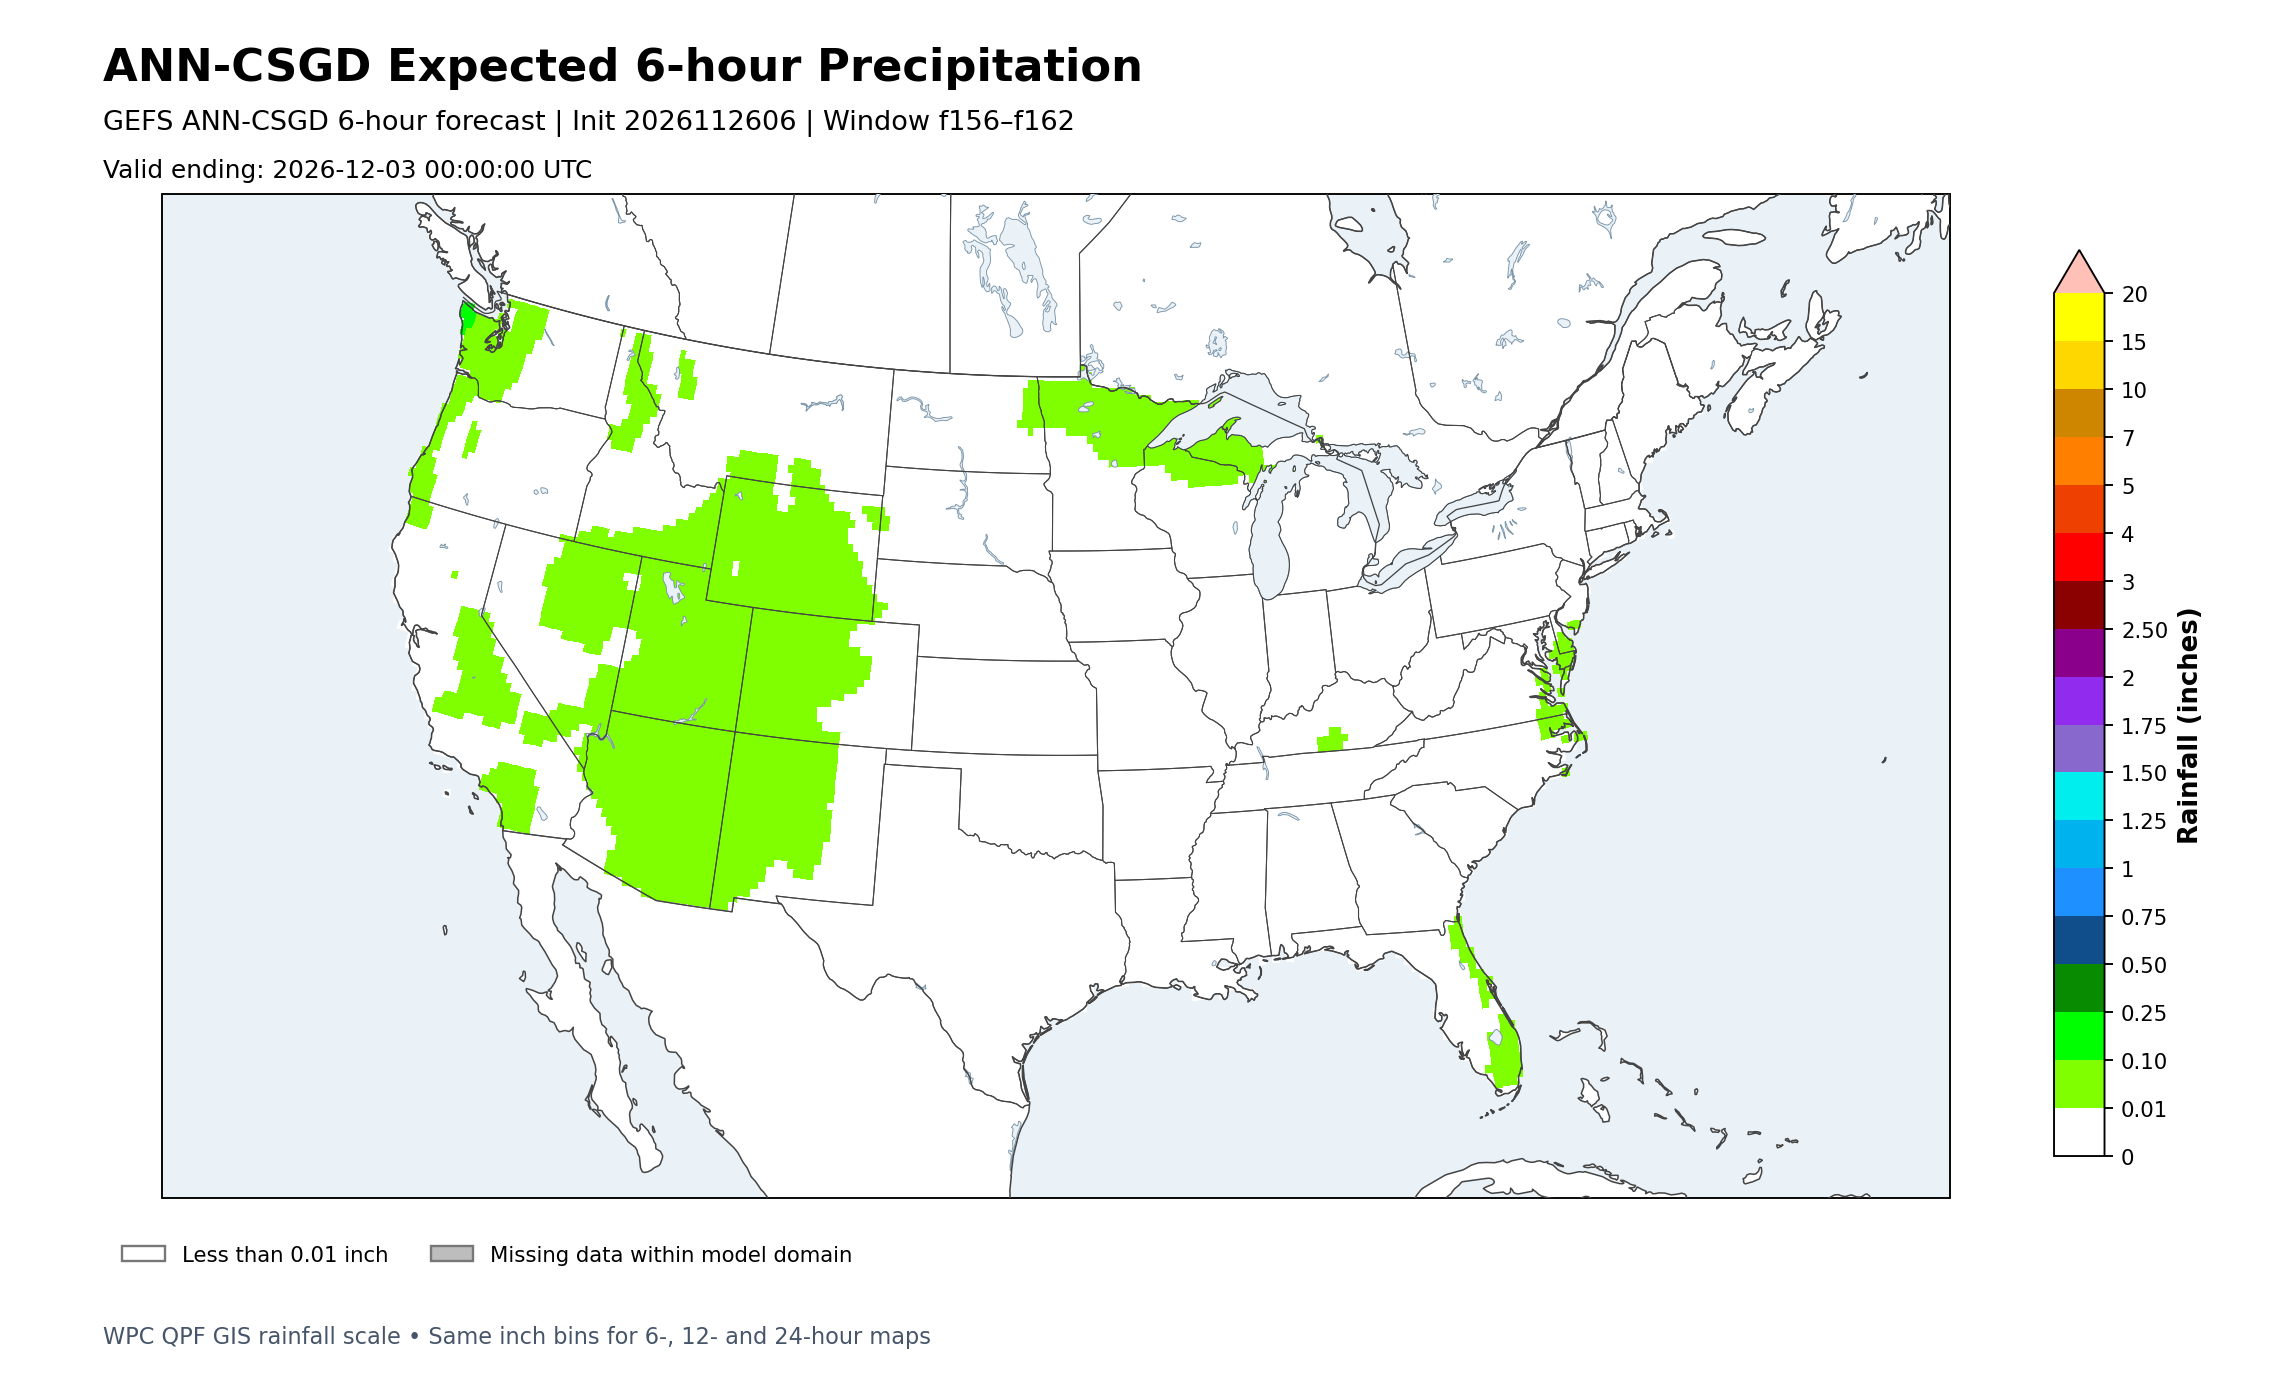 ANN-CSGD Expected 6-hour Precipitation
GEFS ANN-CSGD 6-hour forecast | Init 2026112606 | Window f156–f162
Valid ending: 2026-12-03 00:00:00 UTC
20
15
10
7
5
4
3
2.50
2
1.75
1.50
1.25
1
0.75
0.50
0.25
0.10
0.01
0
Rainfall (inches)
Less than 0.01 inch
Missing data within model domain
WPC QPF GIS rainfall scale • Same inch bins for 6-, 12- and 24-hour maps